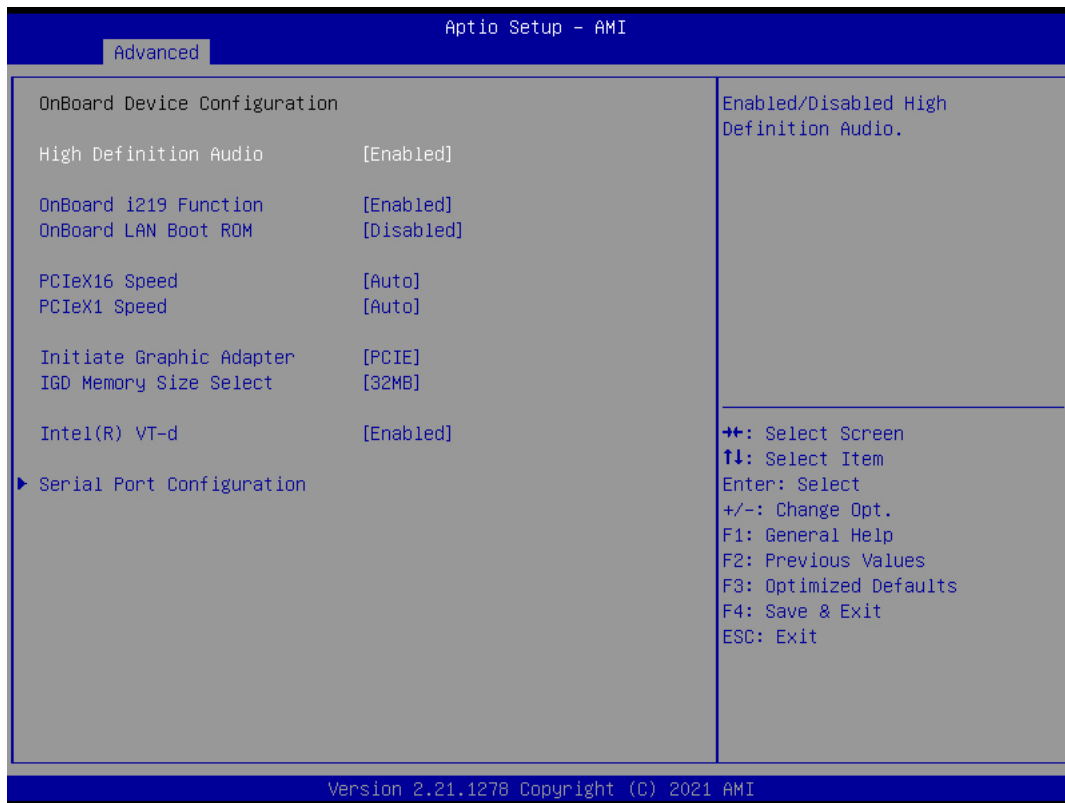 Aptio Setup – AMI
Advanced
OnBoard Device Configuration
High Definition Audio [Enabled]
OnBoard i219 Function [Enabled]
OnBoard LAN Boot ROM [Disabled]
PCIeX16 Speed [Auto]
PCIeX1 Speed [Auto]
Initiate Graphic Adapter [PCIE]
IGD Memory Size Select [32MB]
Intel(R) VT-d [Enabled]
Serial Port Configuration
Enabled/Disabled High
Definition Audio.
→←: Select Screen
↑↓: Select Item
Enter: Select
+/-: Change Opt.
F1: General Help
F2: Previous Values
F3: Optimized Defaults
F4: Save & Exit
ESC: Exit
Version 2.21.1278 Copyright (C) 2021 AMI